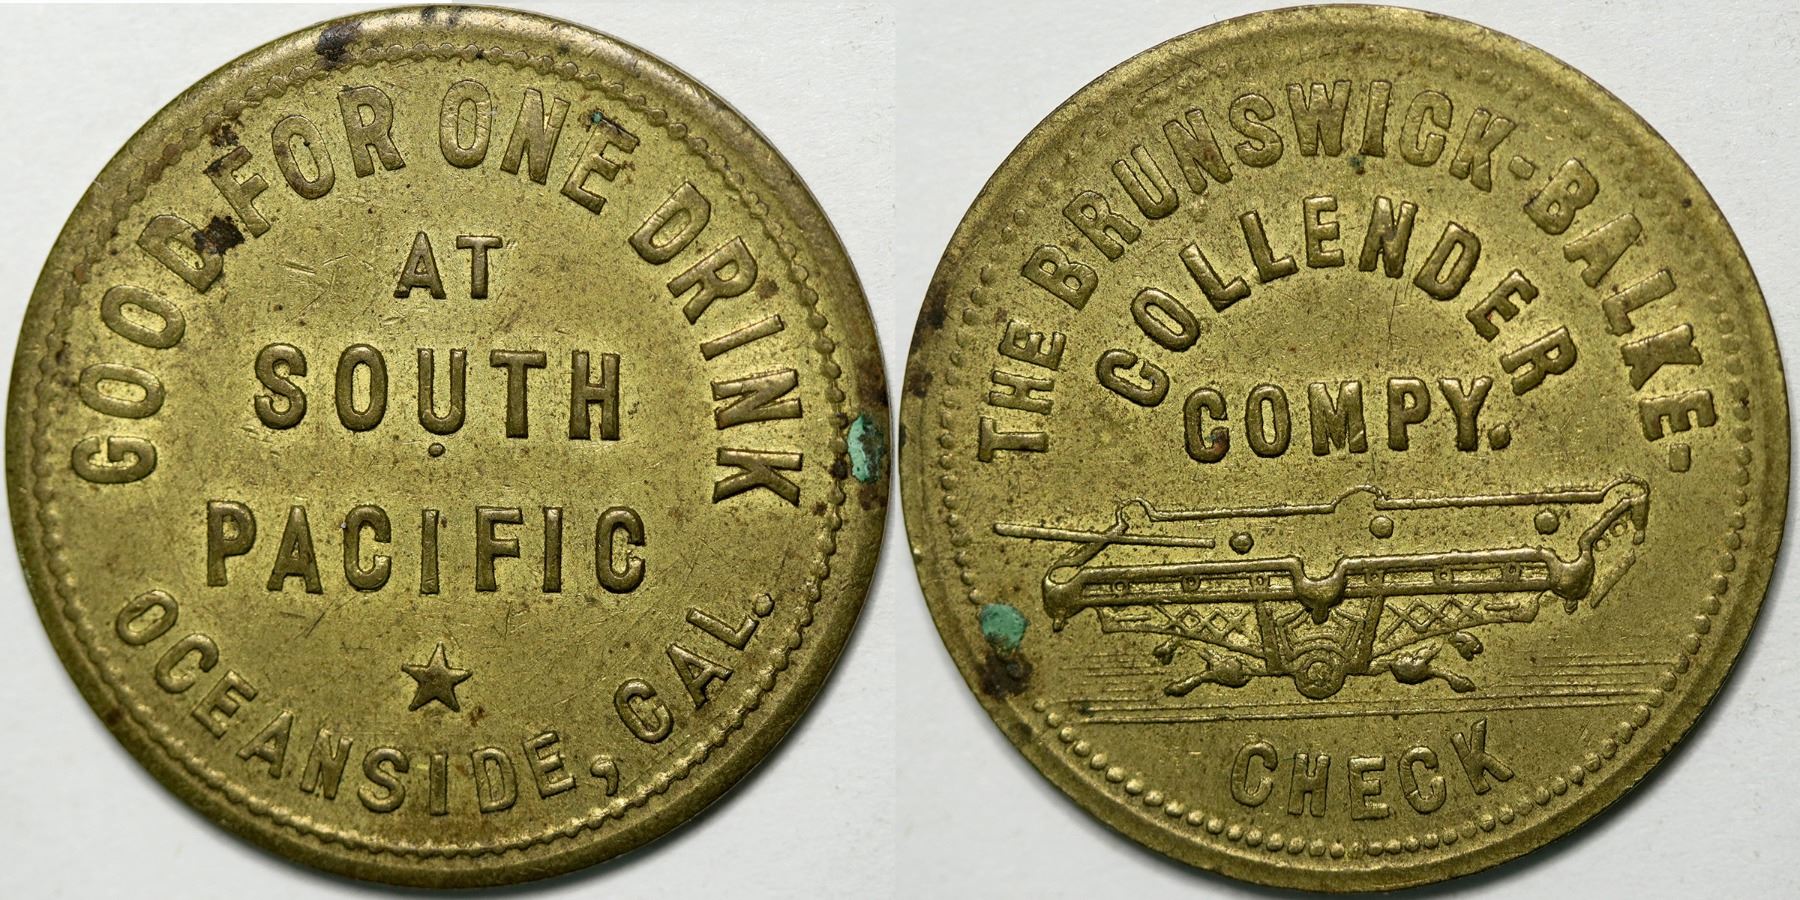 GOOD FOR ONE DRINK
AT
SOUTH
PACIFIC
OCEANSIDE, CAL.
THE BRUNSWICK-BALKE-
COLLENDER
COMPY.
CHECK